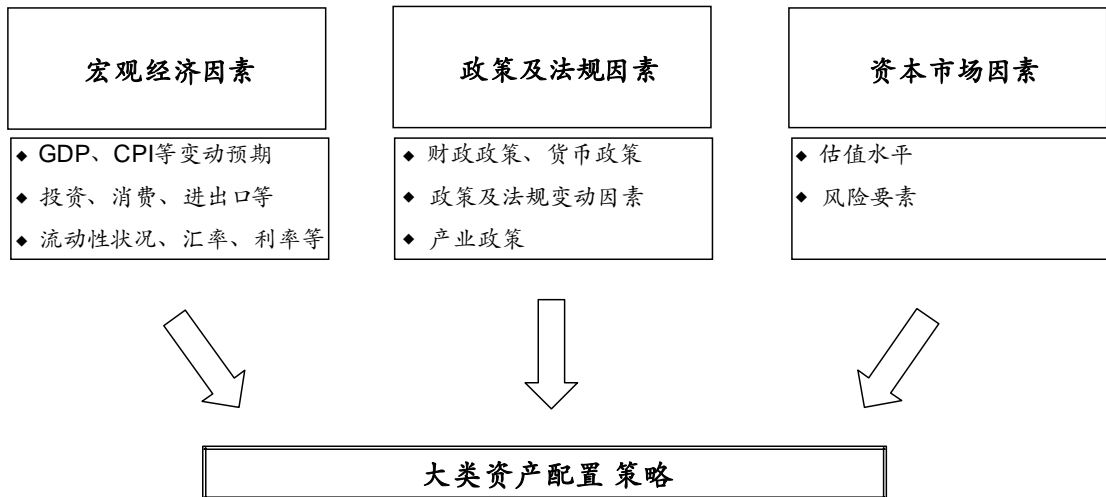 宏观经济因素
◆ GDP、CPI等变动预期
◆ 投资、消费、进出口等
◆ 流动性状况、汇率、利率等
政策及法规因素
◆ 财政政策、货币政策
◆ 政策及法规变动因素
◆ 产业政策
资本市场因素
◆ 估值水平
◆ 风险要素
大类资产配置 策略